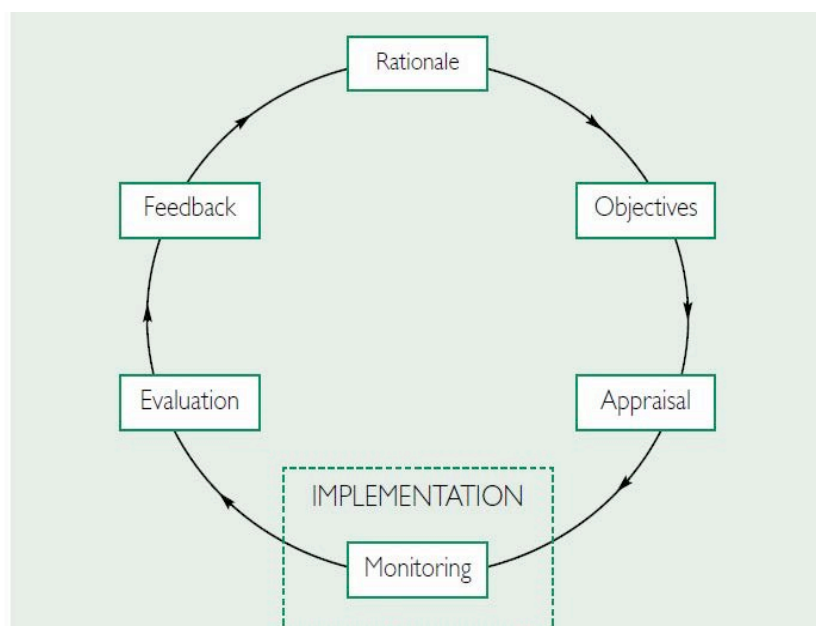 Rationale
Feedback
Objectives
Evaluation
Appraisal
IMPLEMENTATION
Monitoring